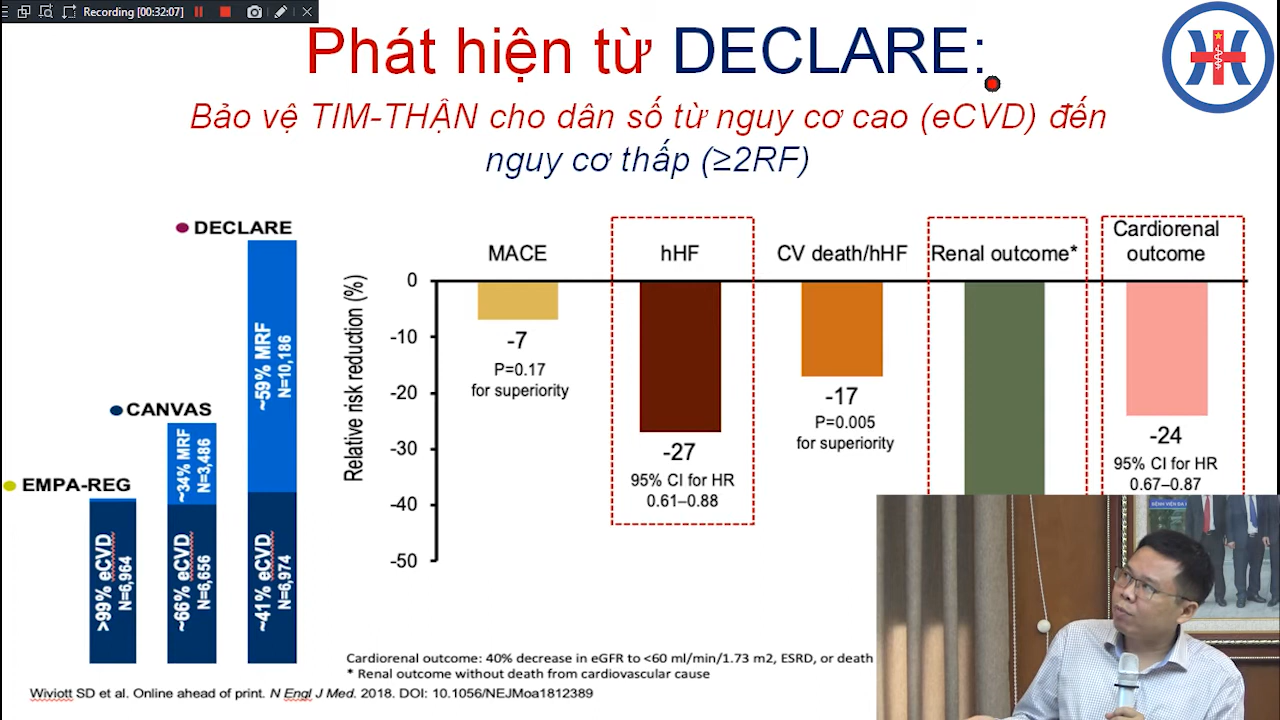 Recording [00:32:07]
Phát hiện từ DECLARE:
Bảo vệ TIM-THẬN cho dân số từ nguy cơ cao (eCVD) đến
nguy cơ thấp (≥2RF)
DECLARE
~59% MRF
N=10,186
~41% eCVD
N=6,974
CANVAS
~34% MRF
N=3,486
~66% eCVD
N=6,656
EMPA-REG
>99% eCVD
N=6,964
Relative risk reduction (%)
0
-10
-20
-30
-40
-50
MACE
-7
P=0.17
for superiority
hHF
-27
95% CI for HR
0.61–0.88
CV death/hHF
-17
P=0.005
for superiority
Renal outcome*
Cardiorenal
outcome
-24
95% CI for HR
0.67–0.87
BỆNH VIỆN ĐA
Cardiorenal outcome: 40% decrease in eGFR to <60 ml/min/1.73 m2, ESRD, or death
* Renal outcome without death from cardiovascular cause
Wiviott SD et al. Online ahead of print. N Engl J Med. 2018. DOI: 10.1056/NEJMoa1812389